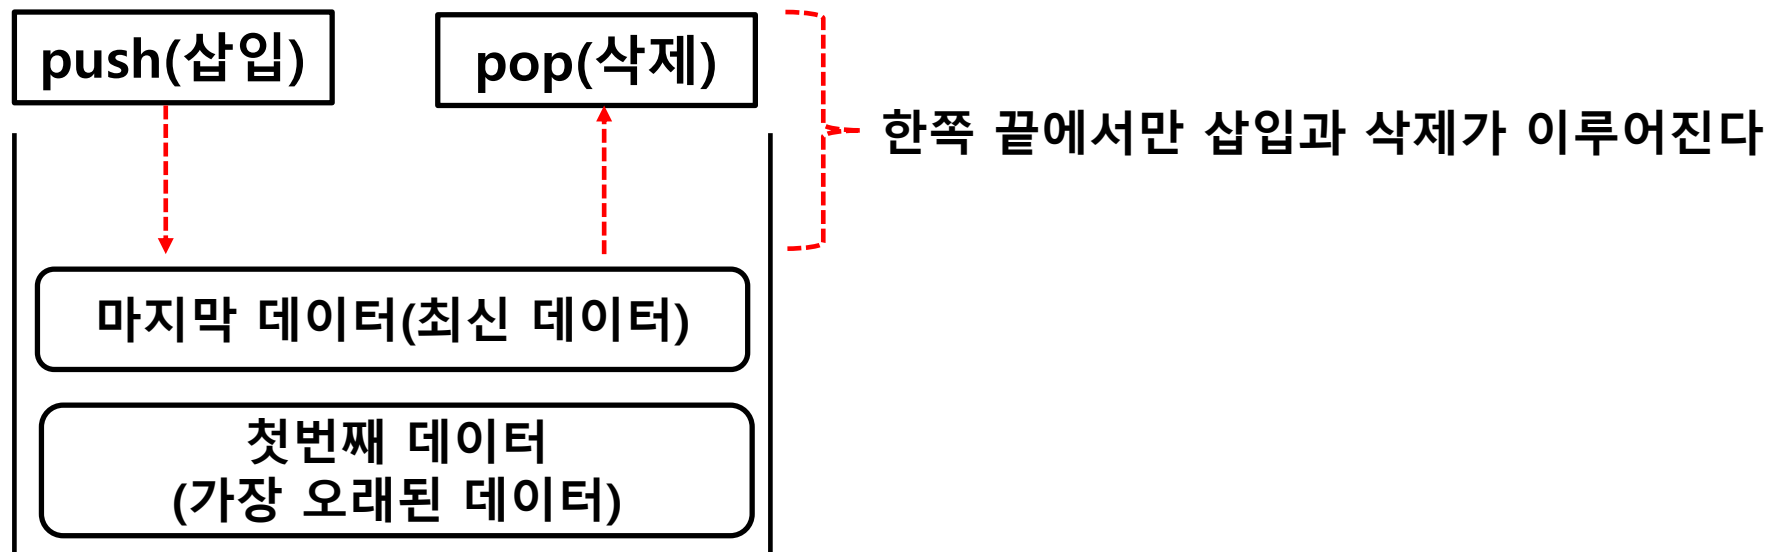 push(삽입)
pop(삭제)
한쪽 끝에서만 삽입과 삭제가 이루어진다
마지막 데이터(최신 데이터)
첫번째 데이터
(가장 오래된 데이터)